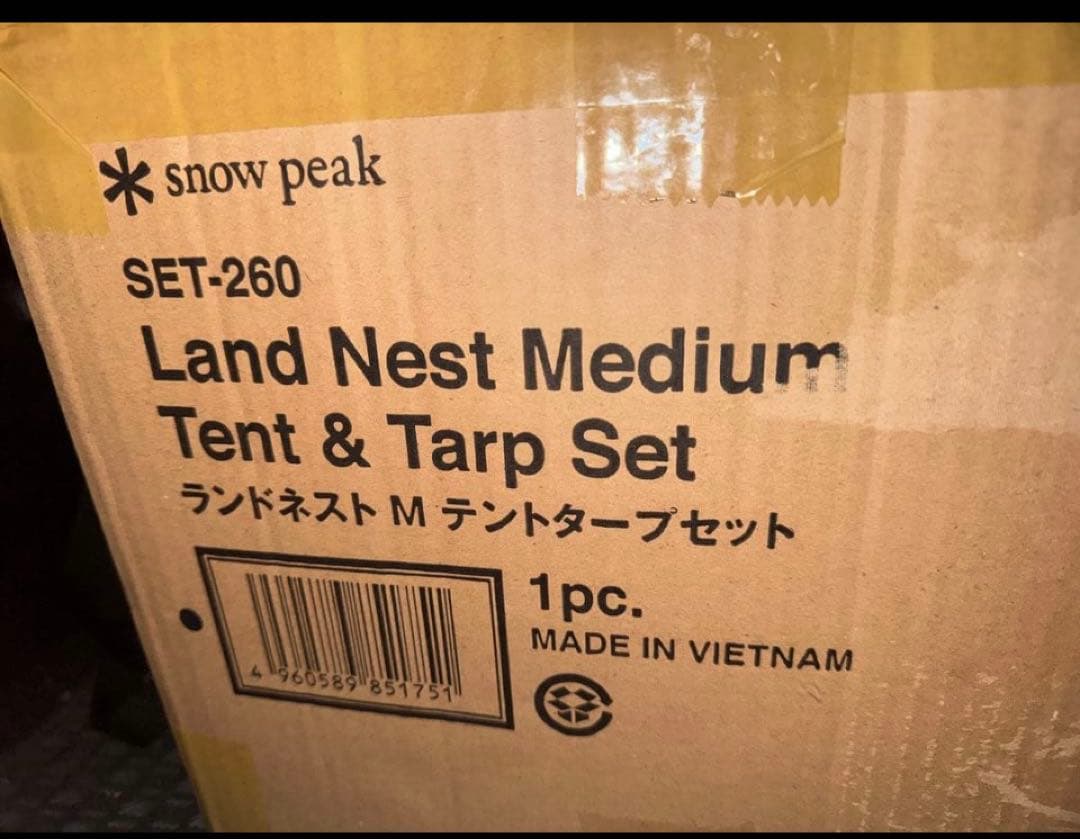 snow peak
SET-260
Land Nest Medium
Tent & Tarp Set
ランドネスト M テントタープセット
1pc.
MADE IN VIETNAM
4 960589 851751